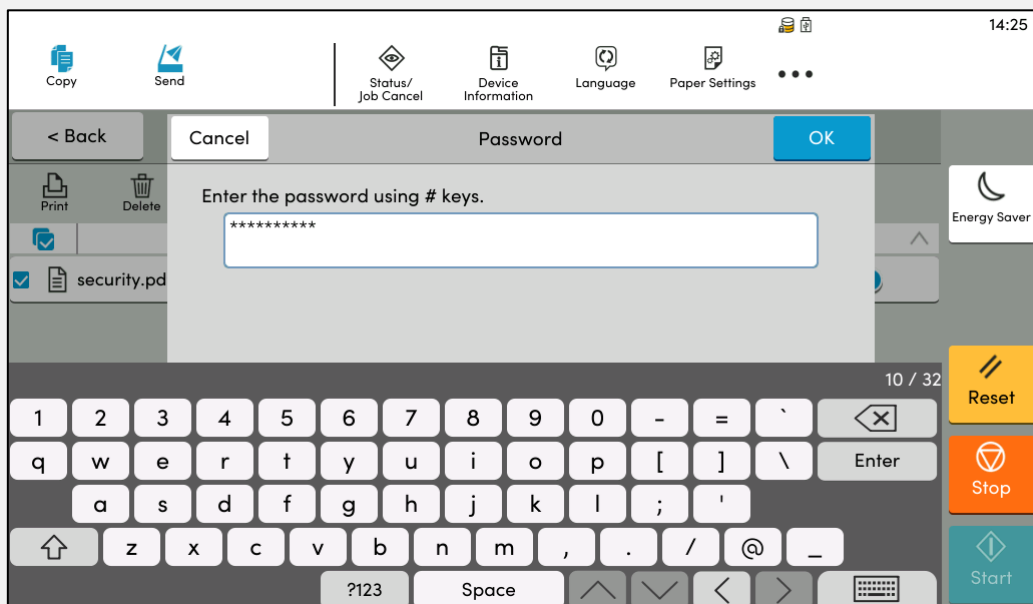 14:25
Copy
Send
Status/
Job Cancel
Device
Information
Language
Paper Settings
< Back
Cancel
Password
OK
Print
Delete
Enter the password using # keys.
**********
Energy Saver
security.pd
10 / 32
Reset
1 2 3 4 5 6 7 8 9 0 - = `
q w e r t y u i o p [ ] \ Enter
Stop
a s d f g h j k l ; '
z x c v b n m , . / @ _
?123 Space
Start